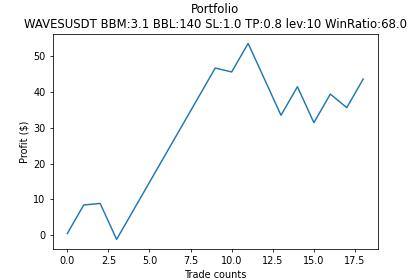 Portfolio
WAVESUSDT BBM:3.1 BBL:140 SL:1.0 TP:0.8 lev:10 WinRatio:68.0
Profit ($)
50
40
30
20
10
0
0.0 2.5 5.0 7.5 10.0 12.5 15.0 17.5
Trade counts